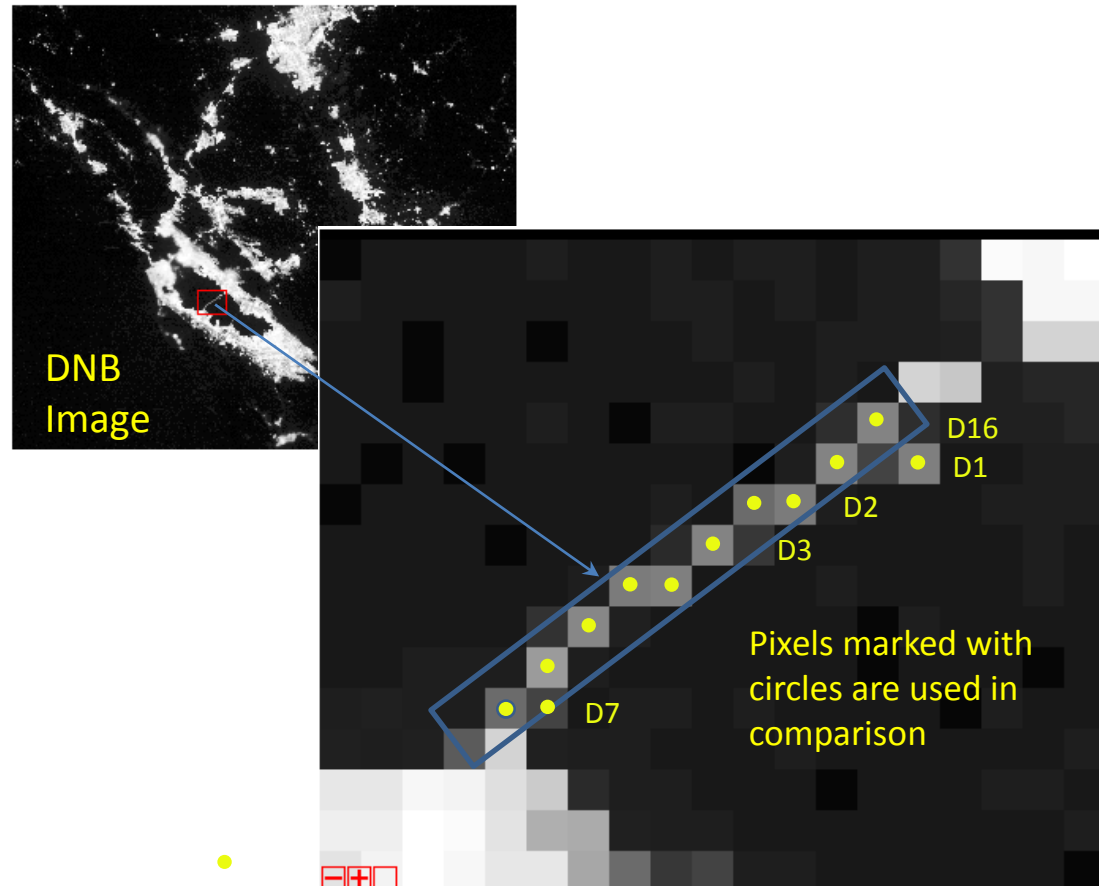 DNB
Image
D16
D1
D2
D3
Pixels marked with
circles are used in
comparison
D7